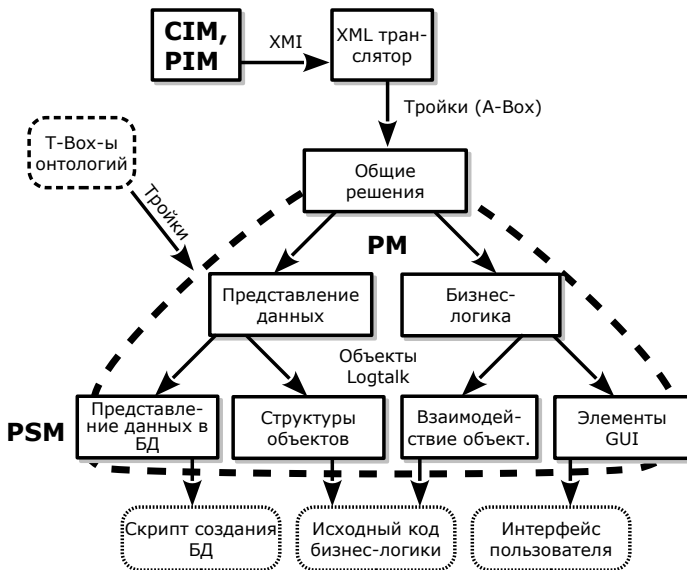 CIM,
PIM
XMI
XML тран-
слятор
Тройки (A-Box)
T-Box-ы
онтологий
Тройки
Общие
решения
PM
Представление
данных
Бизнес-
логика
Объекты
Logtalk
PSM
Представле-
ние данных в
БД
Структуры
объектов
Взаимодей-
ствие объект.
Элементы
GUI
Скрипт создания
БД
Исходный код
бизнес-логики
Интерфейс
пользователя